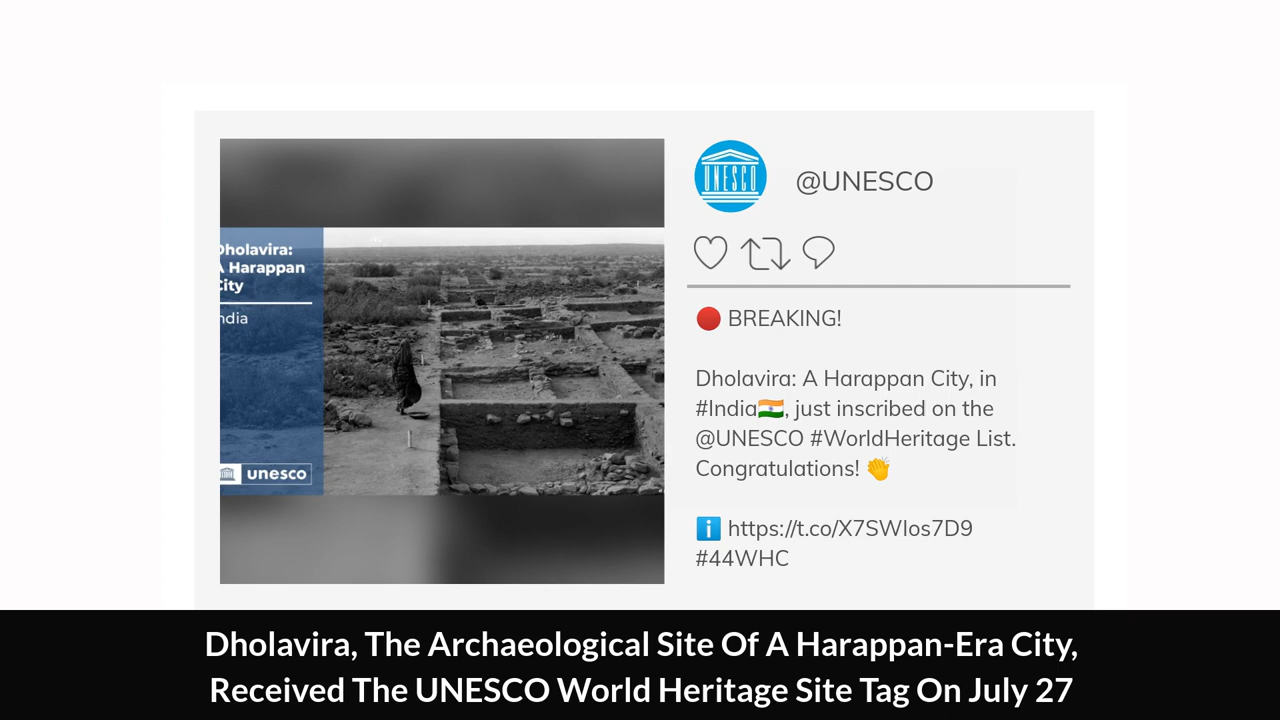 Dholavira:
A Harappan
City
India
unesco
UNESCO
@UNESCO
🔴 BREAKING!
Dholavira: A Harappan City, in
#India🇮🇳, just inscribed on the
@UNESCO #WorldHeritage List.
Congratulations! 👏
ℹ️ https://t.co/X7SWIos7D9
#44WHC
Dholavira, The Archaeological Site Of A Harappan-Era City,
Received The UNESCO World Heritage Site Tag On July 27